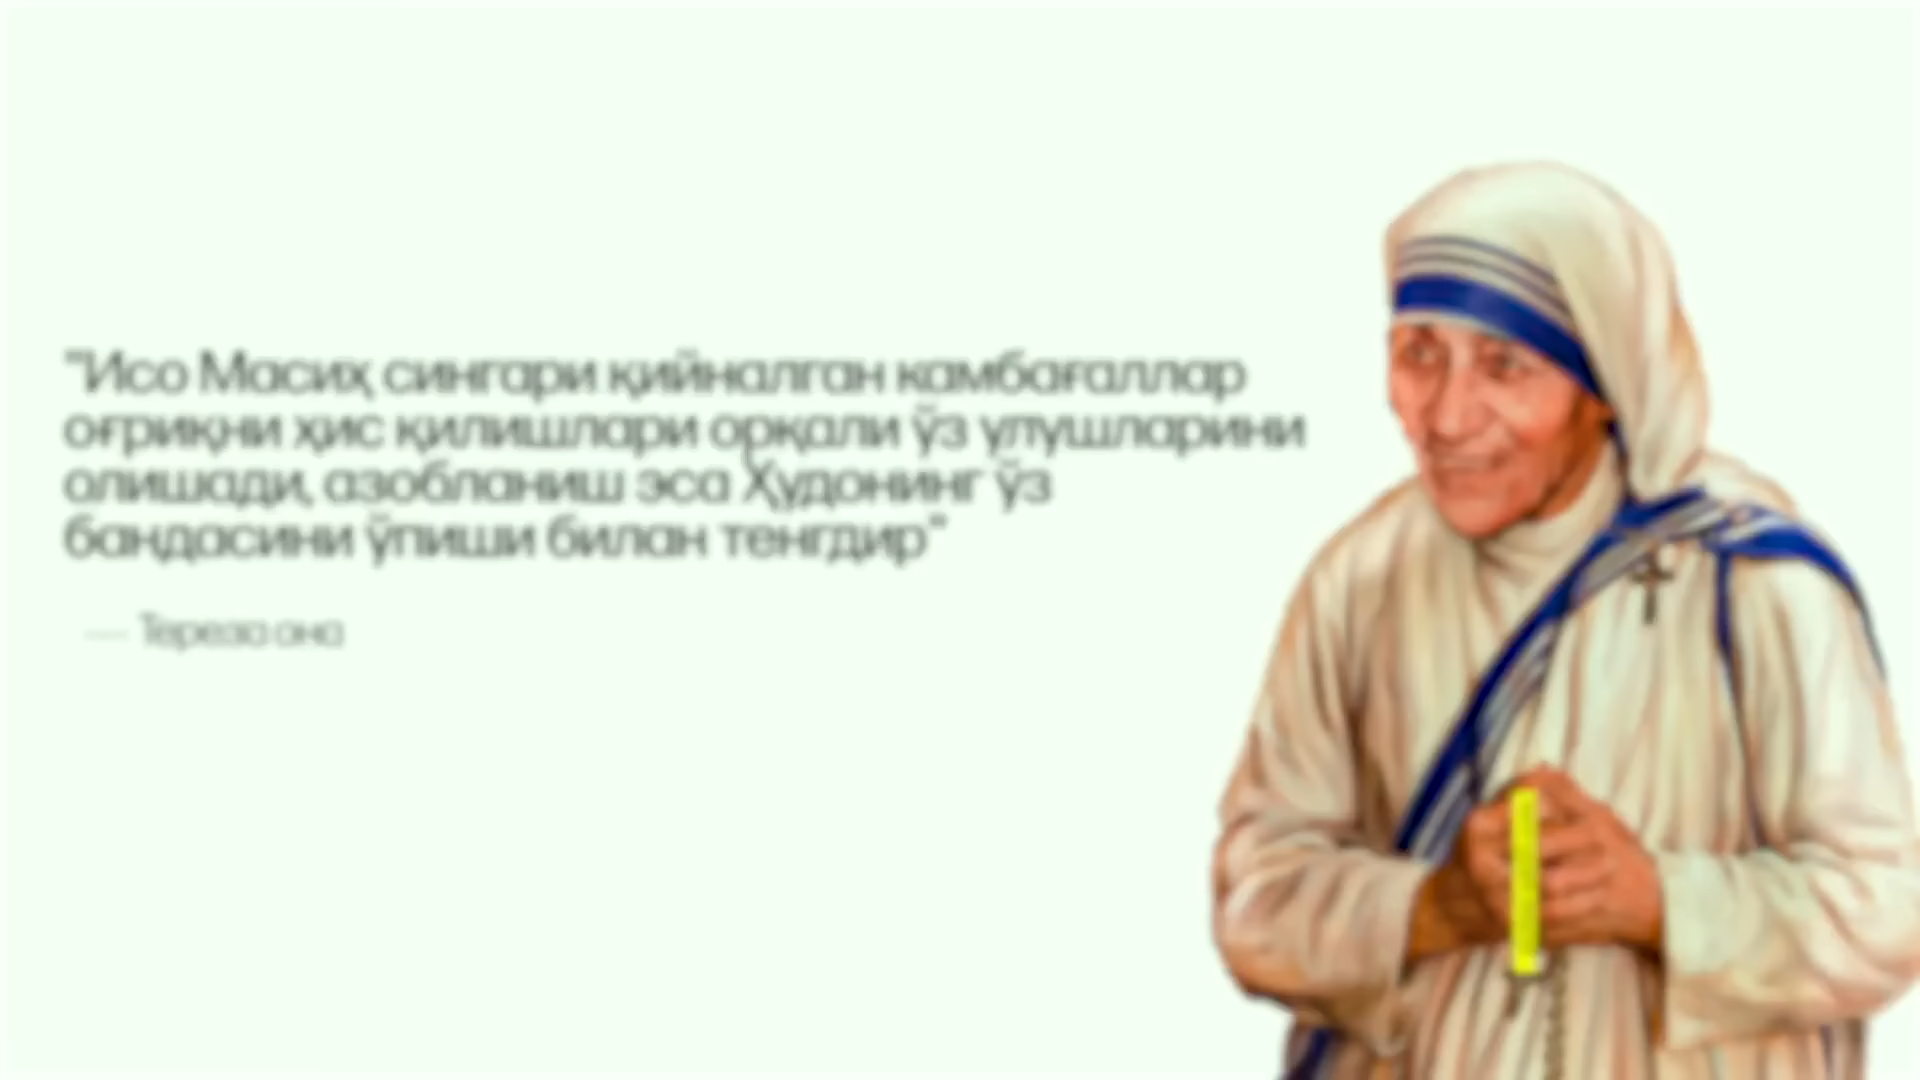 "Исо Масиҳ сингари қийналган камбағаллар
оғриқни ҳис қилишлари орқали ўз улушларини
олишади, азобланиш эса Ҳудонинг ўз
бандасини ўпиши билан тенгдир"
— Тереза она